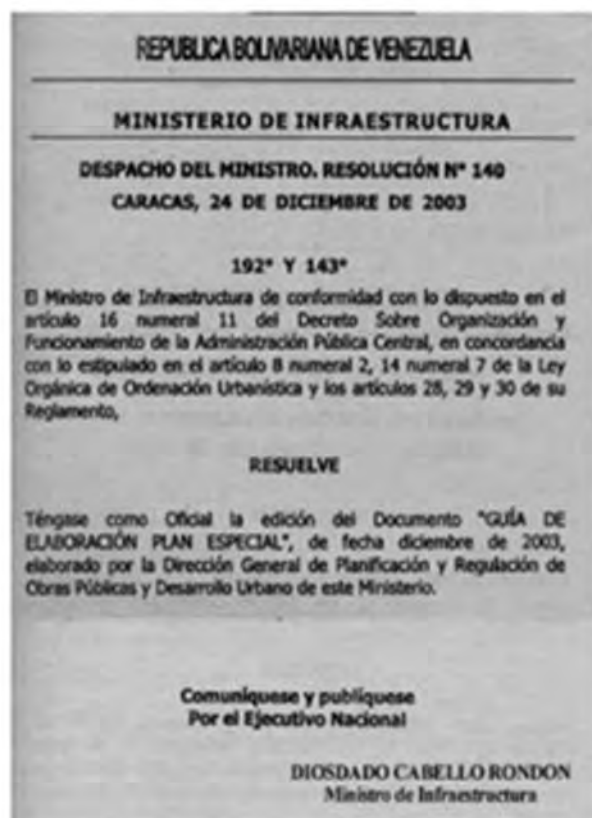 REPUBLICA BOLIVARIANA DE VENEZUELA
MINISTERIO DE INFRAESTRUCTURA
DESPACHO DEL MINISTRO. RESOLUCIÓN N° 140
CARACAS, 24 DE DICIEMBRE DE 2003
192° Y 143°
El Ministro de Infraestructura de conformidad con lo dispuesto en el
artículo 16 numeral 11 del Decreto Sobre Organización y
Funcionamiento de la Administración Pública Central, en concordancia
con lo estipulado en el artículo 8 numeral 2, 14 numeral 7 de la Ley
Orgánica de Ordenación Urbanística y los artículos 28, 29 y 30 de su
Reglamento,
RESUELVE
Téngase como Oficial la edición del Documento "GUÍA DE
ELABORACIÓN PLAN ESPECIAL", de fecha diciembre de 2003,
elaborado por la Dirección General de Planificación y Regulación de
Obras Públicas y Desarrollo Urbano de este Ministerio.
Comuníquese y publíquese
Por el Ejecutivo Nacional
DIOSDADO CABELLO RONDON
Ministro de Infraestructura